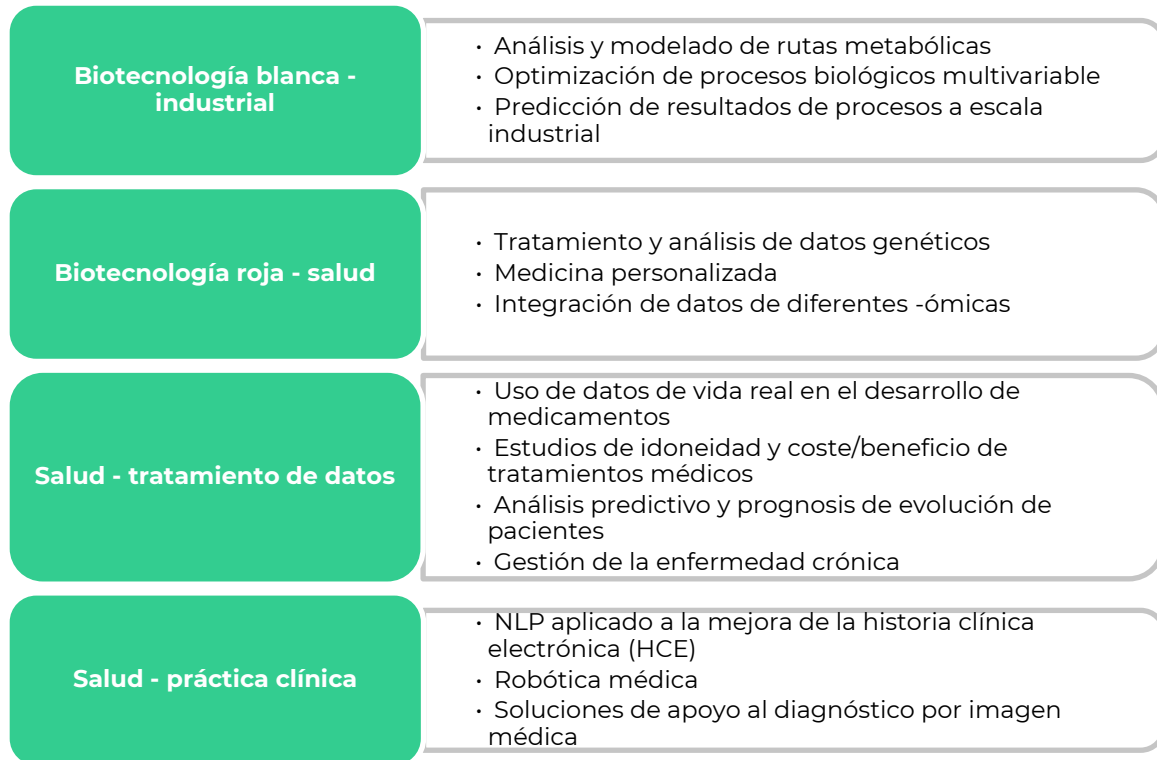 Biotecnología blanca -
industrial
· Análisis y modelado de rutas metabólicas
· Optimización de procesos biológicos multivariable
· Predicción de resultados de procesos a escala
industrial
Biotecnología roja - salud
· Tratamiento y análisis de datos genéticos
· Medicina personalizada
· Integración de datos de diferentes -ómicas
Salud - tratamiento de datos
· Uso de datos de vida real en el desarrollo de
medicamentos
· Estudios de idoneidad y coste/beneficio de
tratamientos médicos
· Análisis predictivo y prognosis de evolución de
pacientes
· Gestión de la enfermedad crónica
Salud - práctica clínica
· NLP aplicado a la mejora de la historia clínica
electrónica (HCE)
· Robótica médica
· Soluciones de apoyo al diagnóstico por imagen
médica